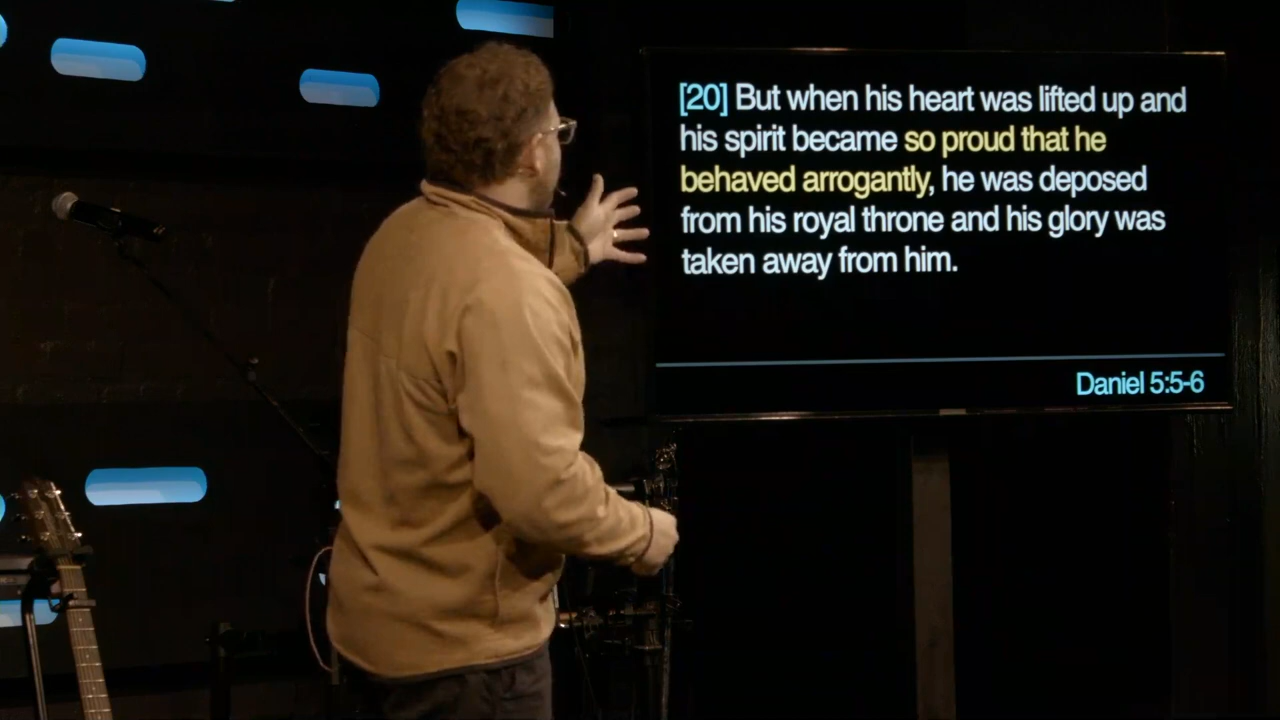 [20] But when his heart was lifted up and
his spirit became so proud that he
behaved arrogantly, he was deposed
from his royal throne and his glory was
taken away from him.
Daniel 5:5-6